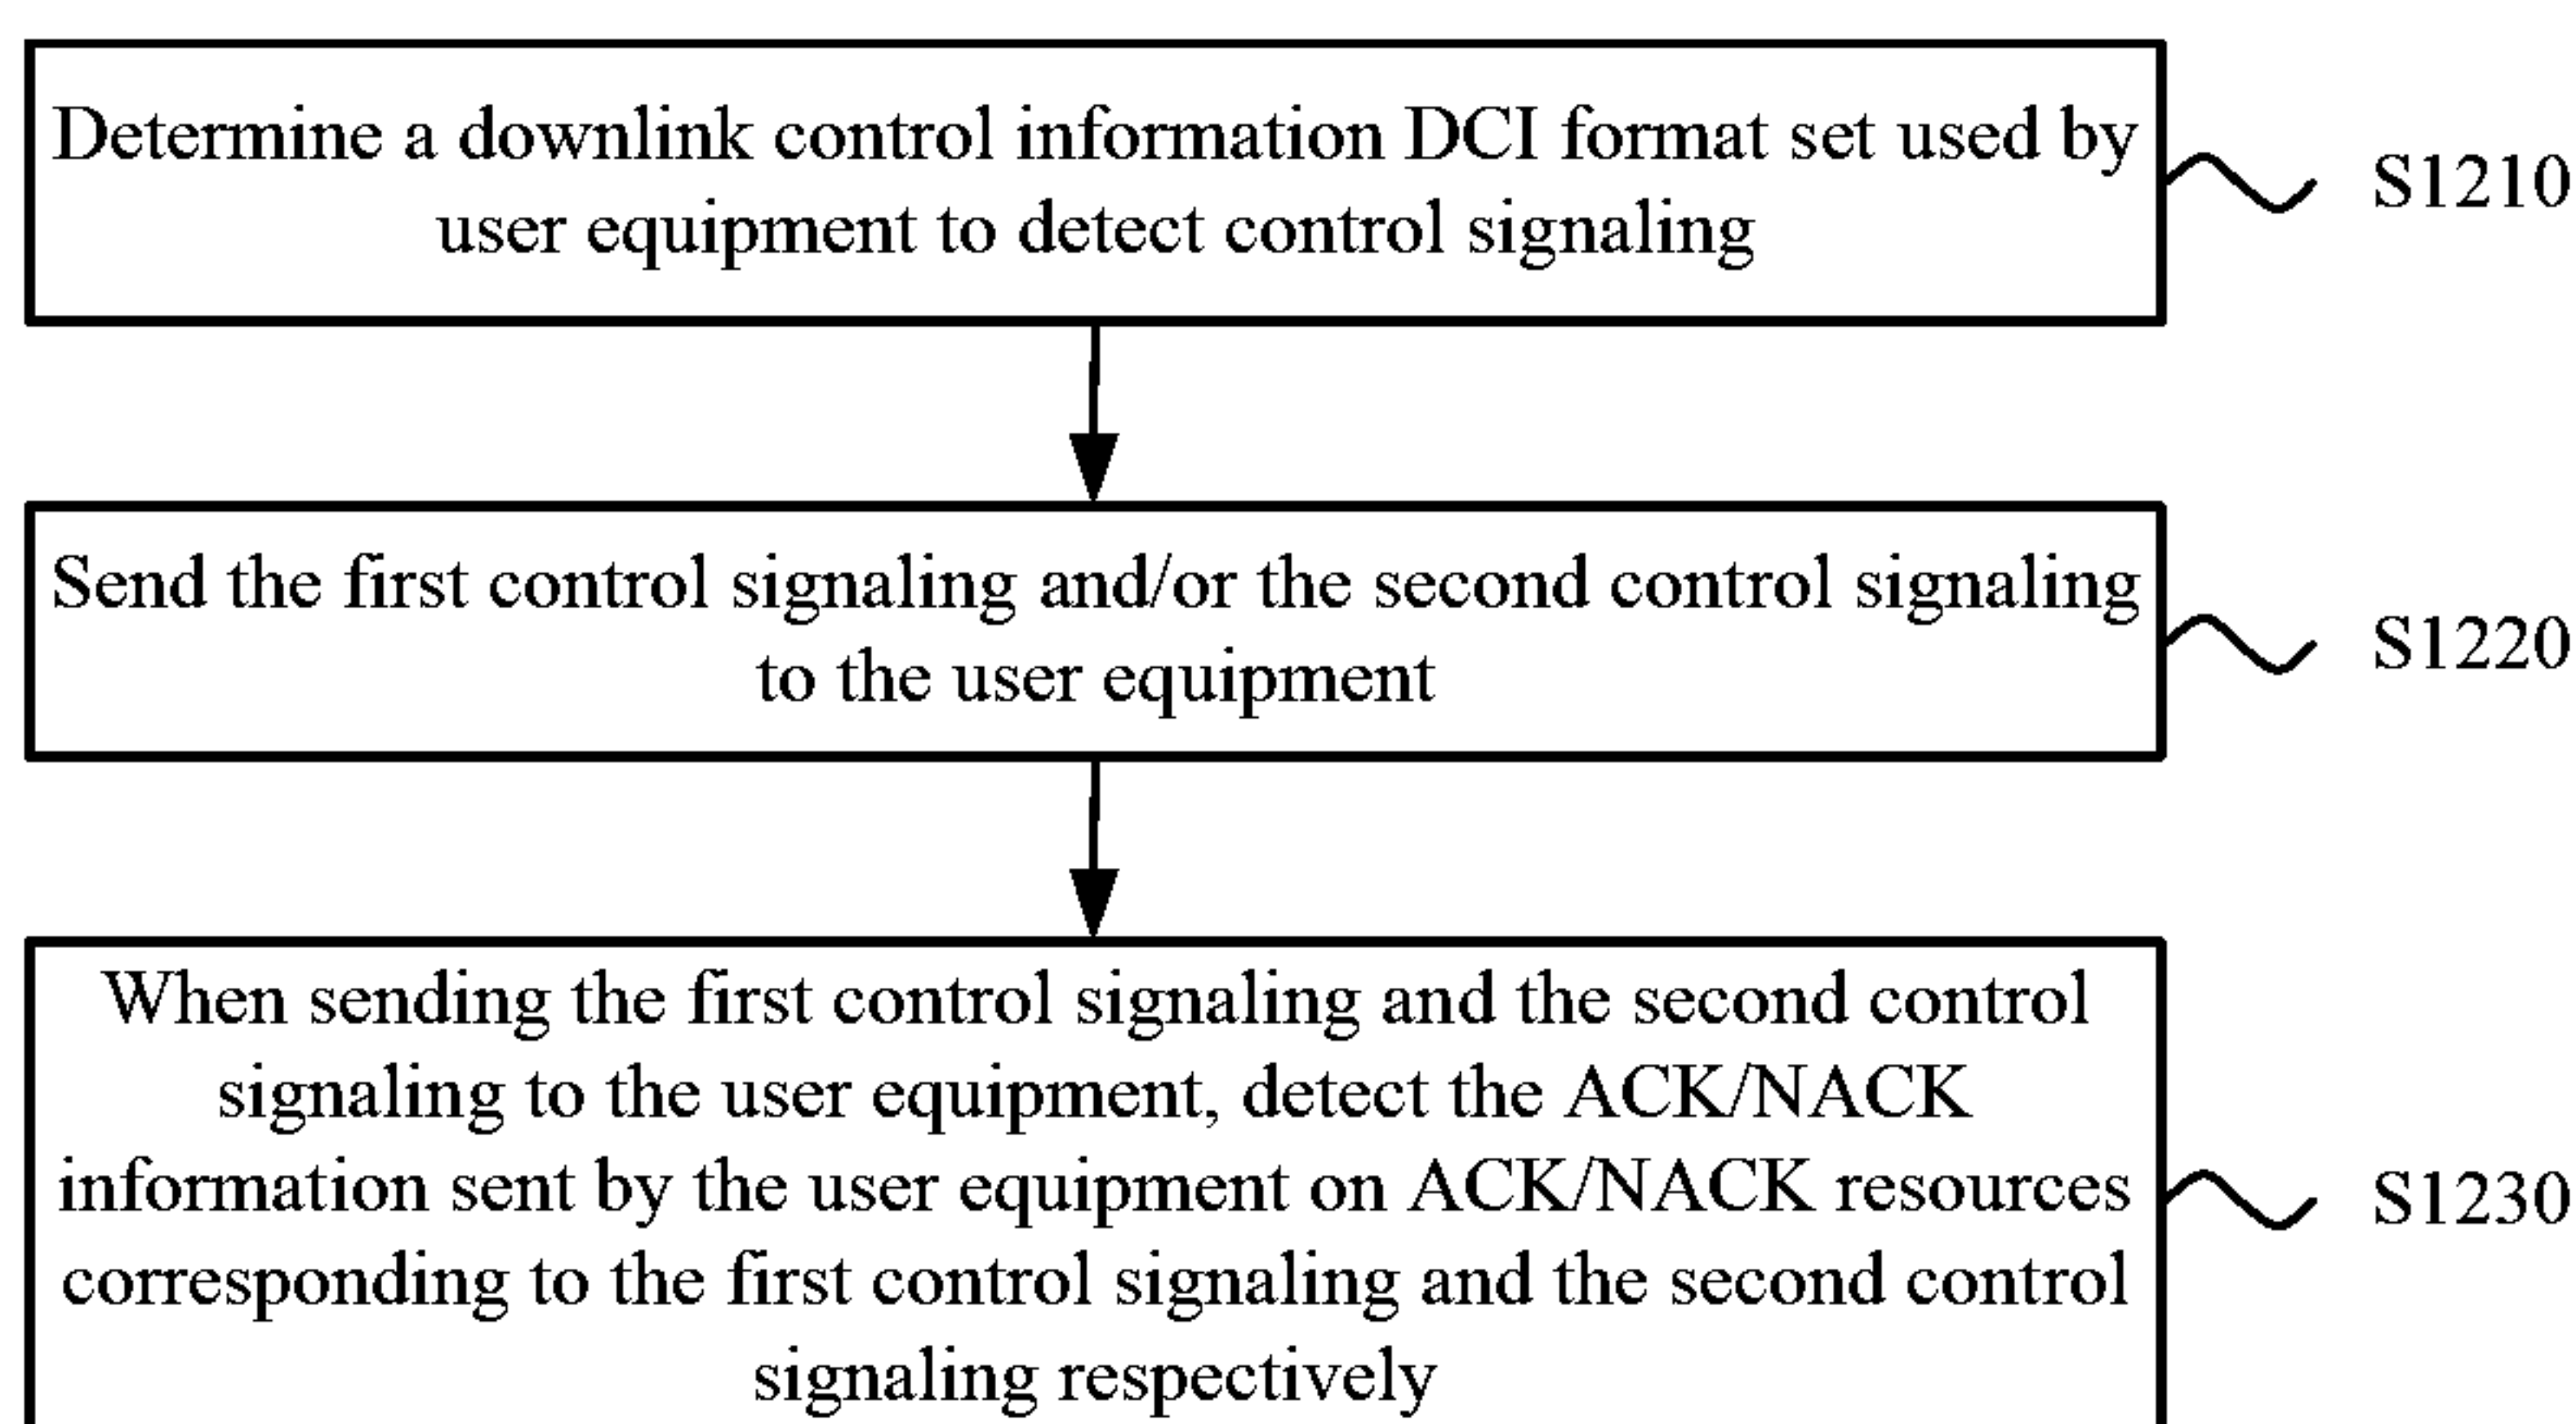 Determine a downlink control information DCI format set used by
user equipment to detect control signaling
S1210
Send the first control signaling and/or the second control signaling
to the user equipment
S1220
When sending the first control signaling and the second control
signaling to the user equipment, detect the ACK/NACK
information sent by the user equipment on ACK/NACK resources
corresponding to the first control signaling and the second control
signaling respectively
S1230